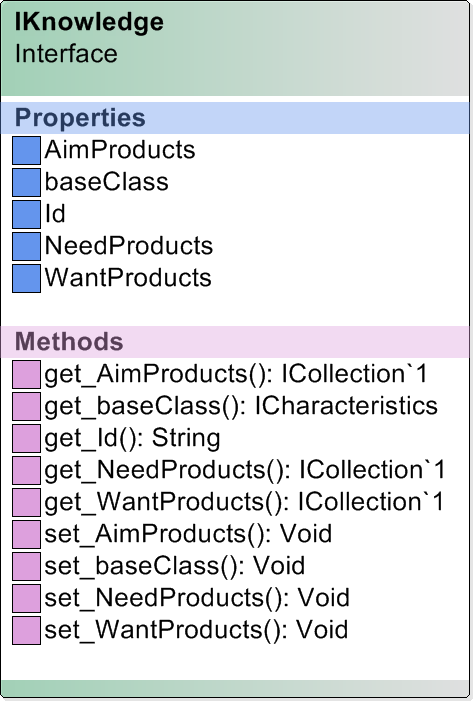 IKnowledge
Interface
Properties
AimProducts
baseClass
Id
NeedProducts
WantProducts
Methods
get_AimProducts(): ICollection`1
get_baseClass(): ICharacteristics
get_Id(): String
get_NeedProducts(): ICollection`1
get_WantProducts(): ICollection`1
set_AimProducts(): Void
set_baseClass(): Void
set_NeedProducts(): Void
set_WantProducts(): Void